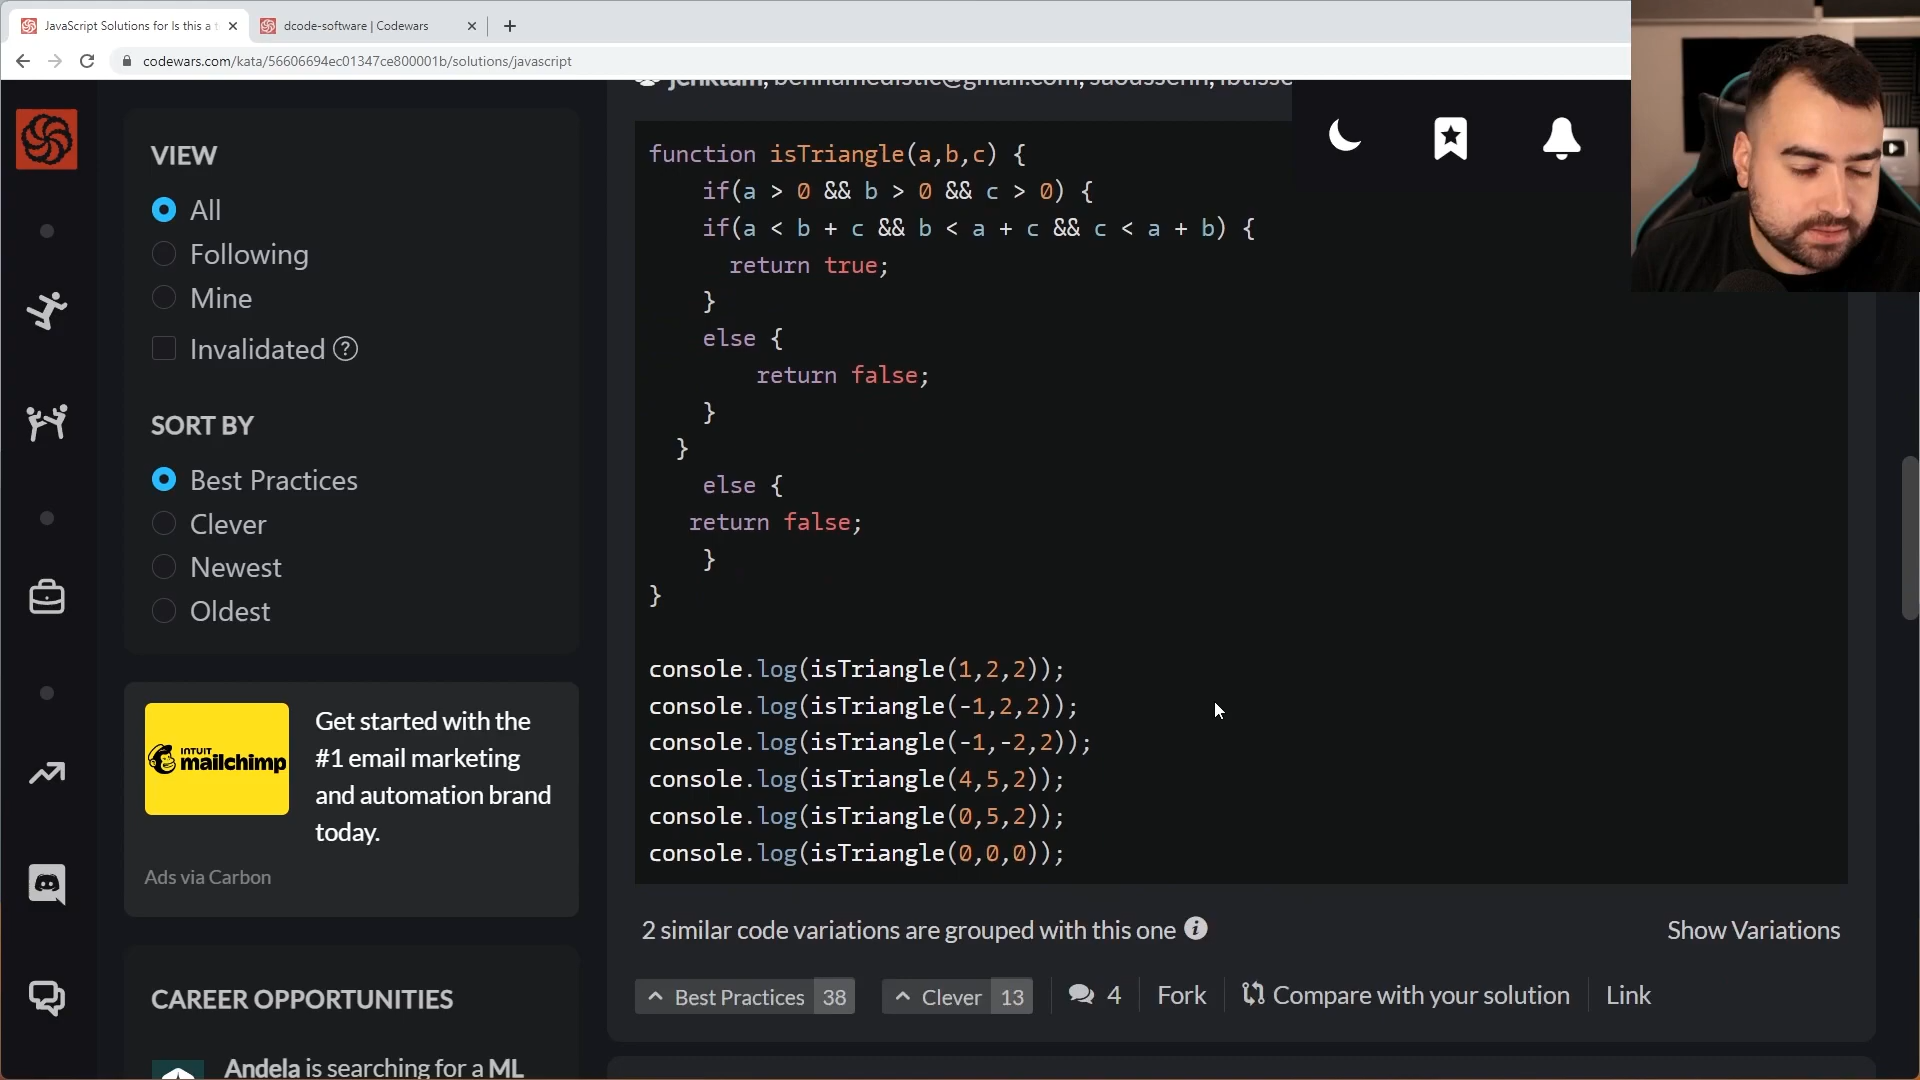 JavaScript Solutions for Is this a t
dcode-software | Codewars
codewars.com/kata/56606694ec01347ce800001b/solutions/javascript
VIEW
All
Following
Mine
Invalidated
SORT BY
Best Practices
Clever
Newest
Oldest
INTUIT
mailchimp
Get started with the
#1 email marketing
and automation brand
today.
Ads via Carbon
CAREER OPPORTUNITIES
Andela is searching for a ML
function isTriangle(a,b,c) {
if(a > 0 && b > 0 && c > 0) {
if(a < b + c && b < a + c && c < a + b) {
return true;
}
else {
return false;
}
}
else {
return false;
}
}
console.log(isTriangle(1,2,2));
console.log(isTriangle(-1,2,2));
console.log(isTriangle(-1,-2,2));
console.log(isTriangle(4,5,2));
console.log(isTriangle(0,5,2));
console.log(isTriangle(0,0,0));
2 similar code variations are grouped with this one
Show Variations
Best Practices 38
Clever 13
4
Fork
Compare with your solution
Link